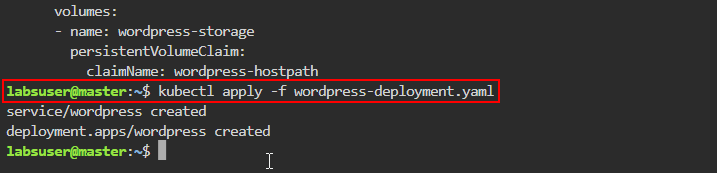 volumes:
- name: wordpress-storage
persistentVolumeClaim:
claimName: wordpress-hostpath
labsuser@master:~$ kubectl apply -f wordpress-deployment.yaml
service/wordpress created
deployment.apps/wordpress created
labsuser@master:~$